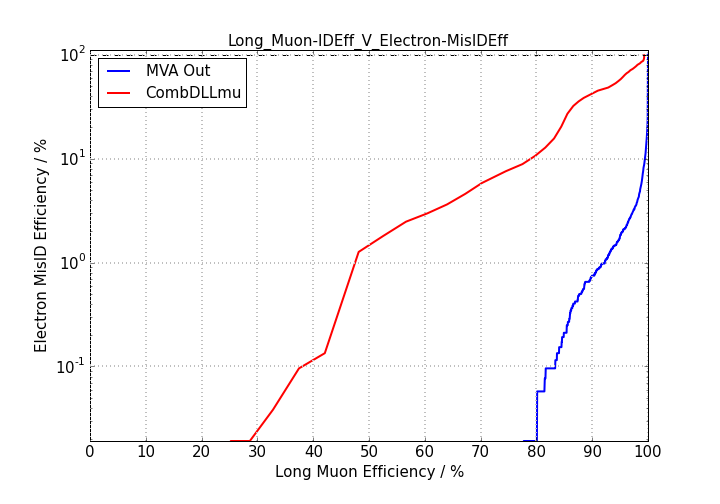 Long_Muon-IDEff_V_Electron-MisIDEff
MVA Out
CombDLLmu
10²
10¹
10⁰
10⁻¹
Electron MisID Efficiency / %
0 10 20 30 40 50 60 70 80 90 100
Long Muon Efficiency / %